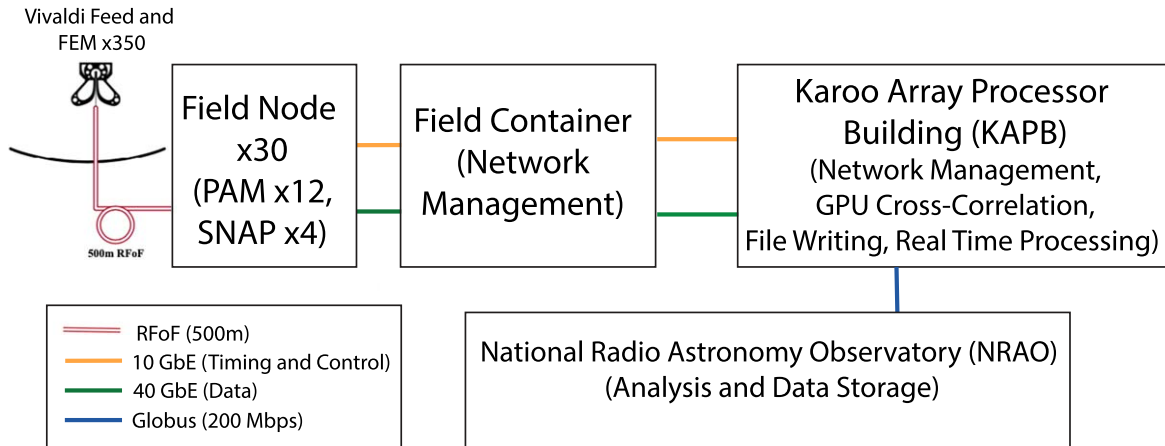 Vivaldi Feed and
FEM x350
500m RFoF
Field Node
x30
(PAM x12,
SNAP x4)
Field Container
(Network
Management)
Karoo Array Processor
Building (KAPB)
(Network Management,
GPU Cross-Correlation,
File Writing, Real Time Processing)
RFoF (500m)
10 GbE (Timing and Control)
40 GbE (Data)
Globus (200 Mbps)
National Radio Astronomy Observatory (NRAO)
(Analysis and Data Storage)